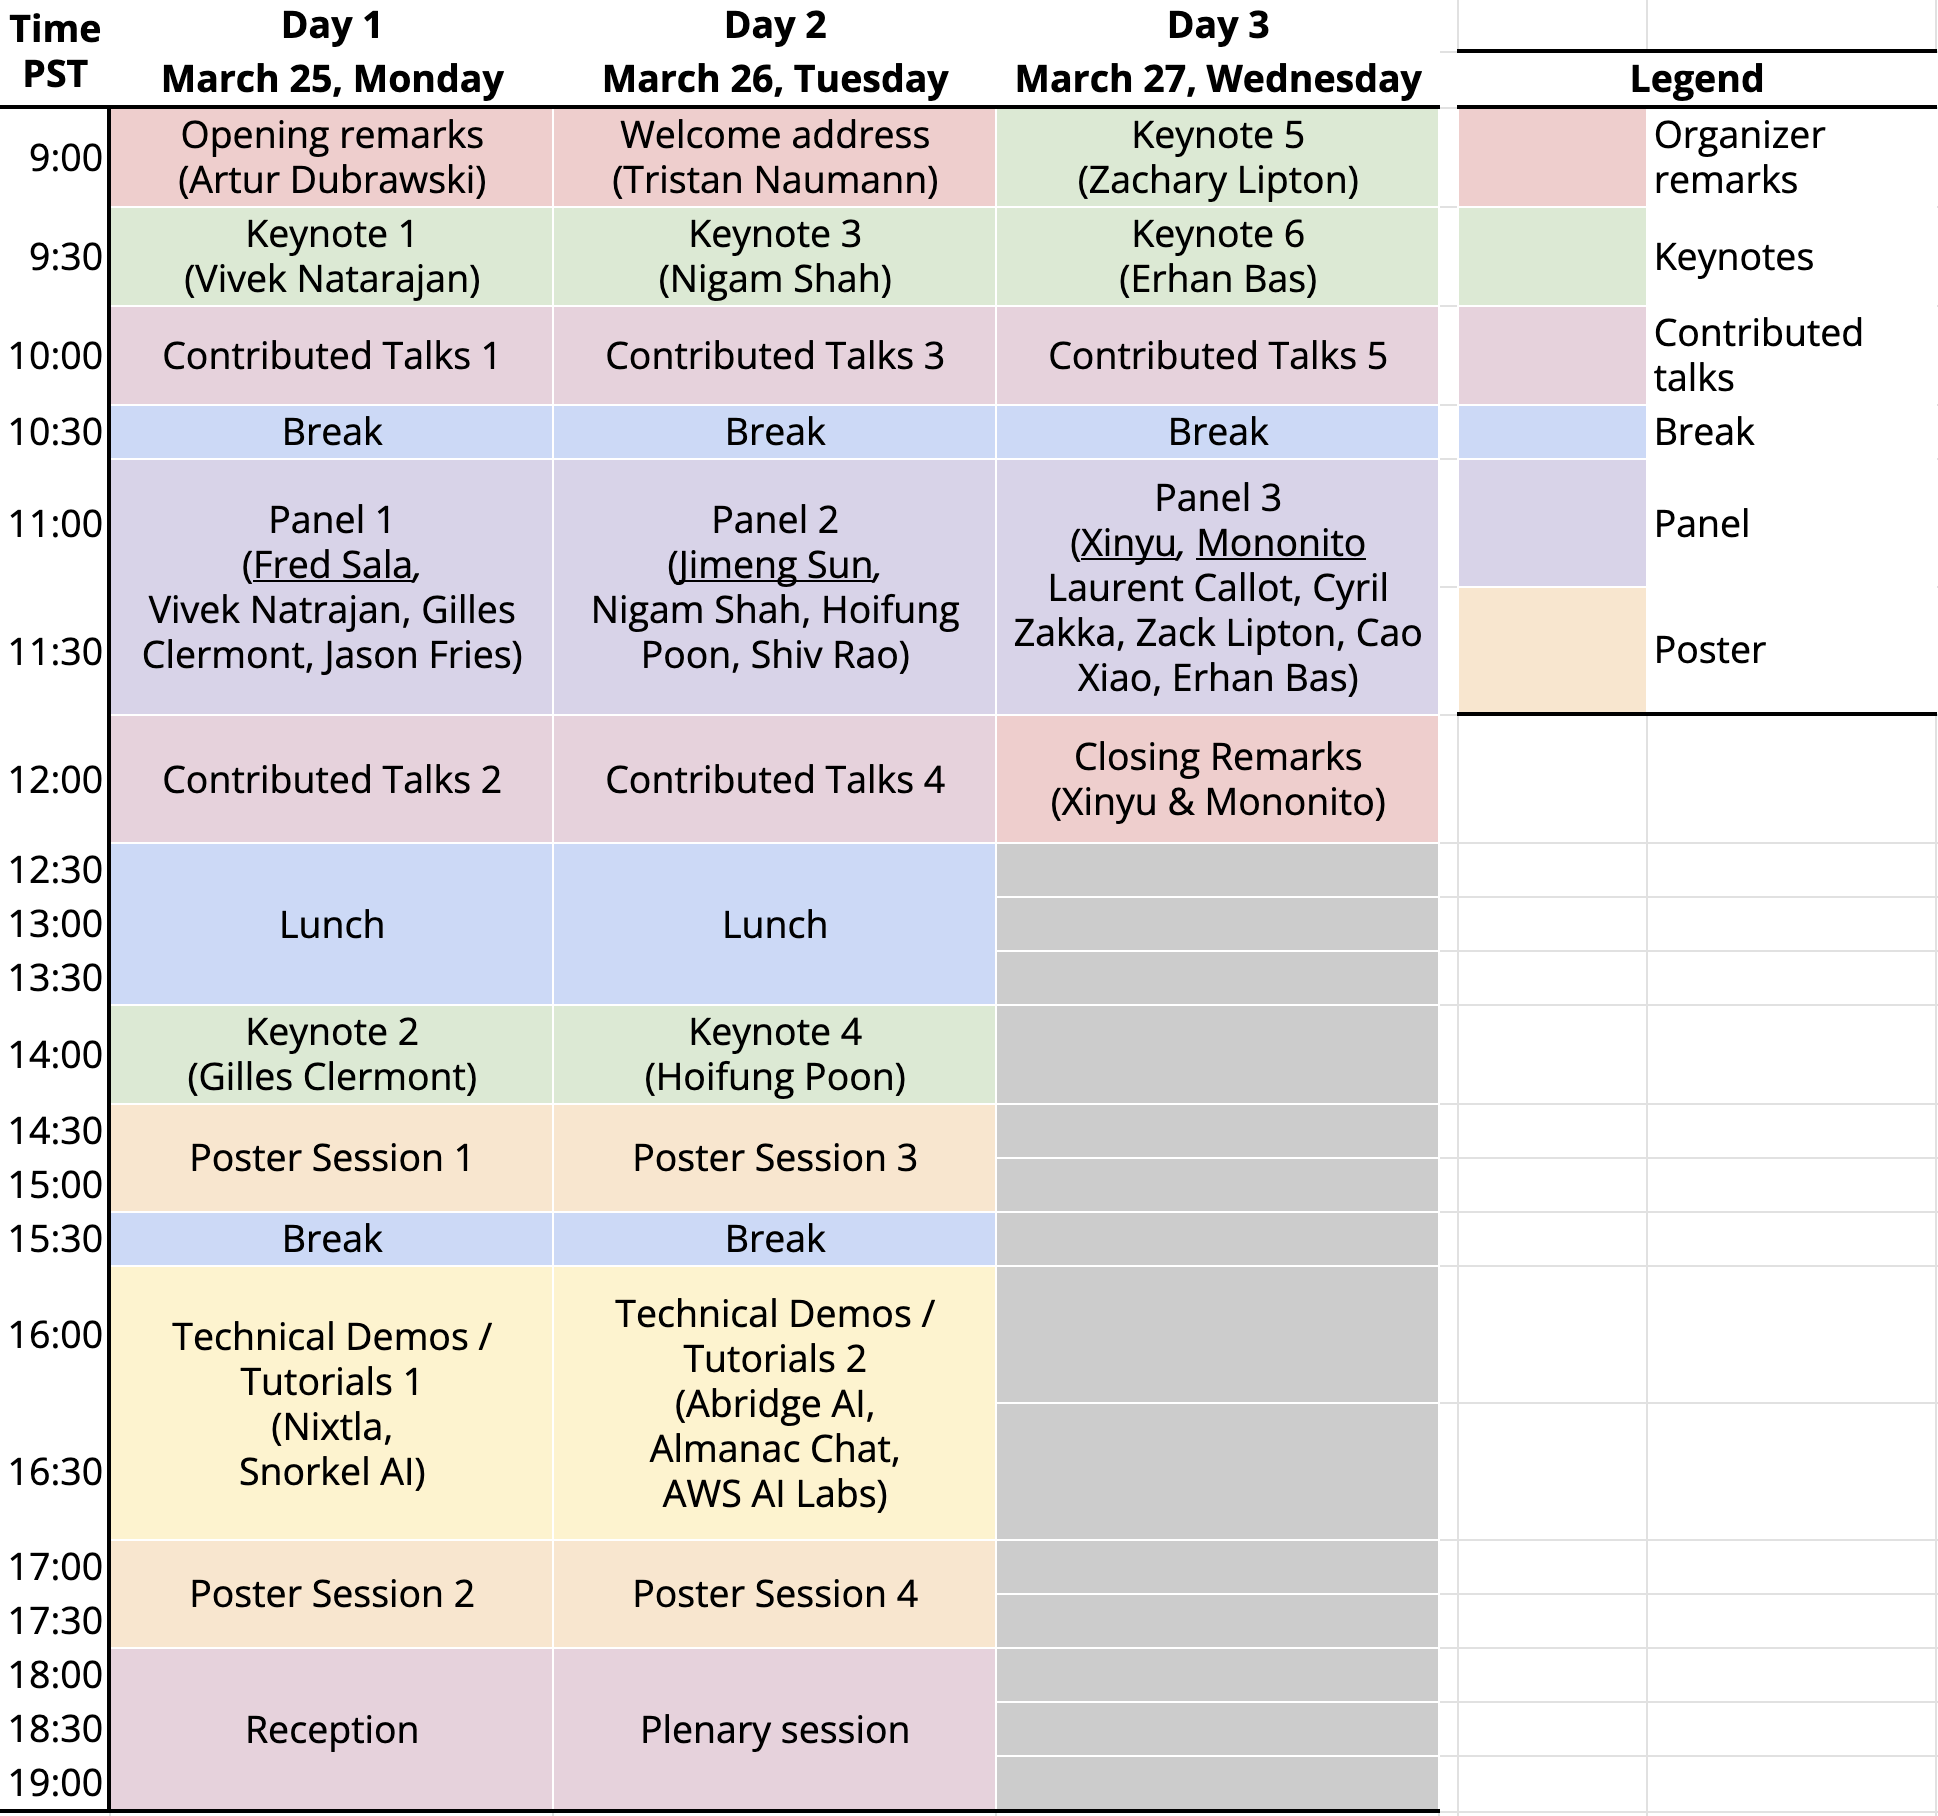 Time
PST
Day 1
March 25, Monday
Day 2
March 26, Tuesday
Day 3
March 27, Wednesday
Legend
9:00
Opening remarks
(Artur Dubrawski)
Welcome address
(Tristan Naumann)
Keynote 5
(Zachary Lipton)
Organizer
remarks
9:30
Keynote 1
(Vivek Natarajan)
Keynote 3
(Nigam Shah)
Keynote 6
(Erhan Bas)
Keynotes
10:00
Contributed Talks 1
Contributed Talks 3
Contributed Talks 5
Contributed
talks
10:30
Break
Break
Break
Break
11:00
11:30
Panel 1
(Fred Sala,
Vivek Natrajan, Gilles
Clermont, Jason Fries)
Panel 2
(Jimeng Sun,
Nigam Shah, Hoifung
Poon, Shiv Rao)
Panel 3
(Xinyu, Mononito
Laurent Callot, Cyril
Zakka, Zack Lipton, Cao
Xiao, Erhan Bas)
Panel
Poster
12:00
Contributed Talks 2
Contributed Talks 4
Closing Remarks
(Xinyu & Mononito)
12:30
13:00
13:30
Lunch
Lunch
14:00
Keynote 2
(Gilles Clermont)
Keynote 4
(Hoifung Poon)
14:30
15:00
Poster Session 1
Poster Session 3
15:30
Break
Break
16:00
16:30
Technical Demos /
Tutorials 1
(Nixtla,
Snorkel AI)
Technical Demos /
Tutorials 2
(Abridge AI,
Almanac Chat,
AWS AI Labs)
17:00
17:30
Poster Session 2
Poster Session 4
18:00
18:30
19:00
Reception
Plenary session